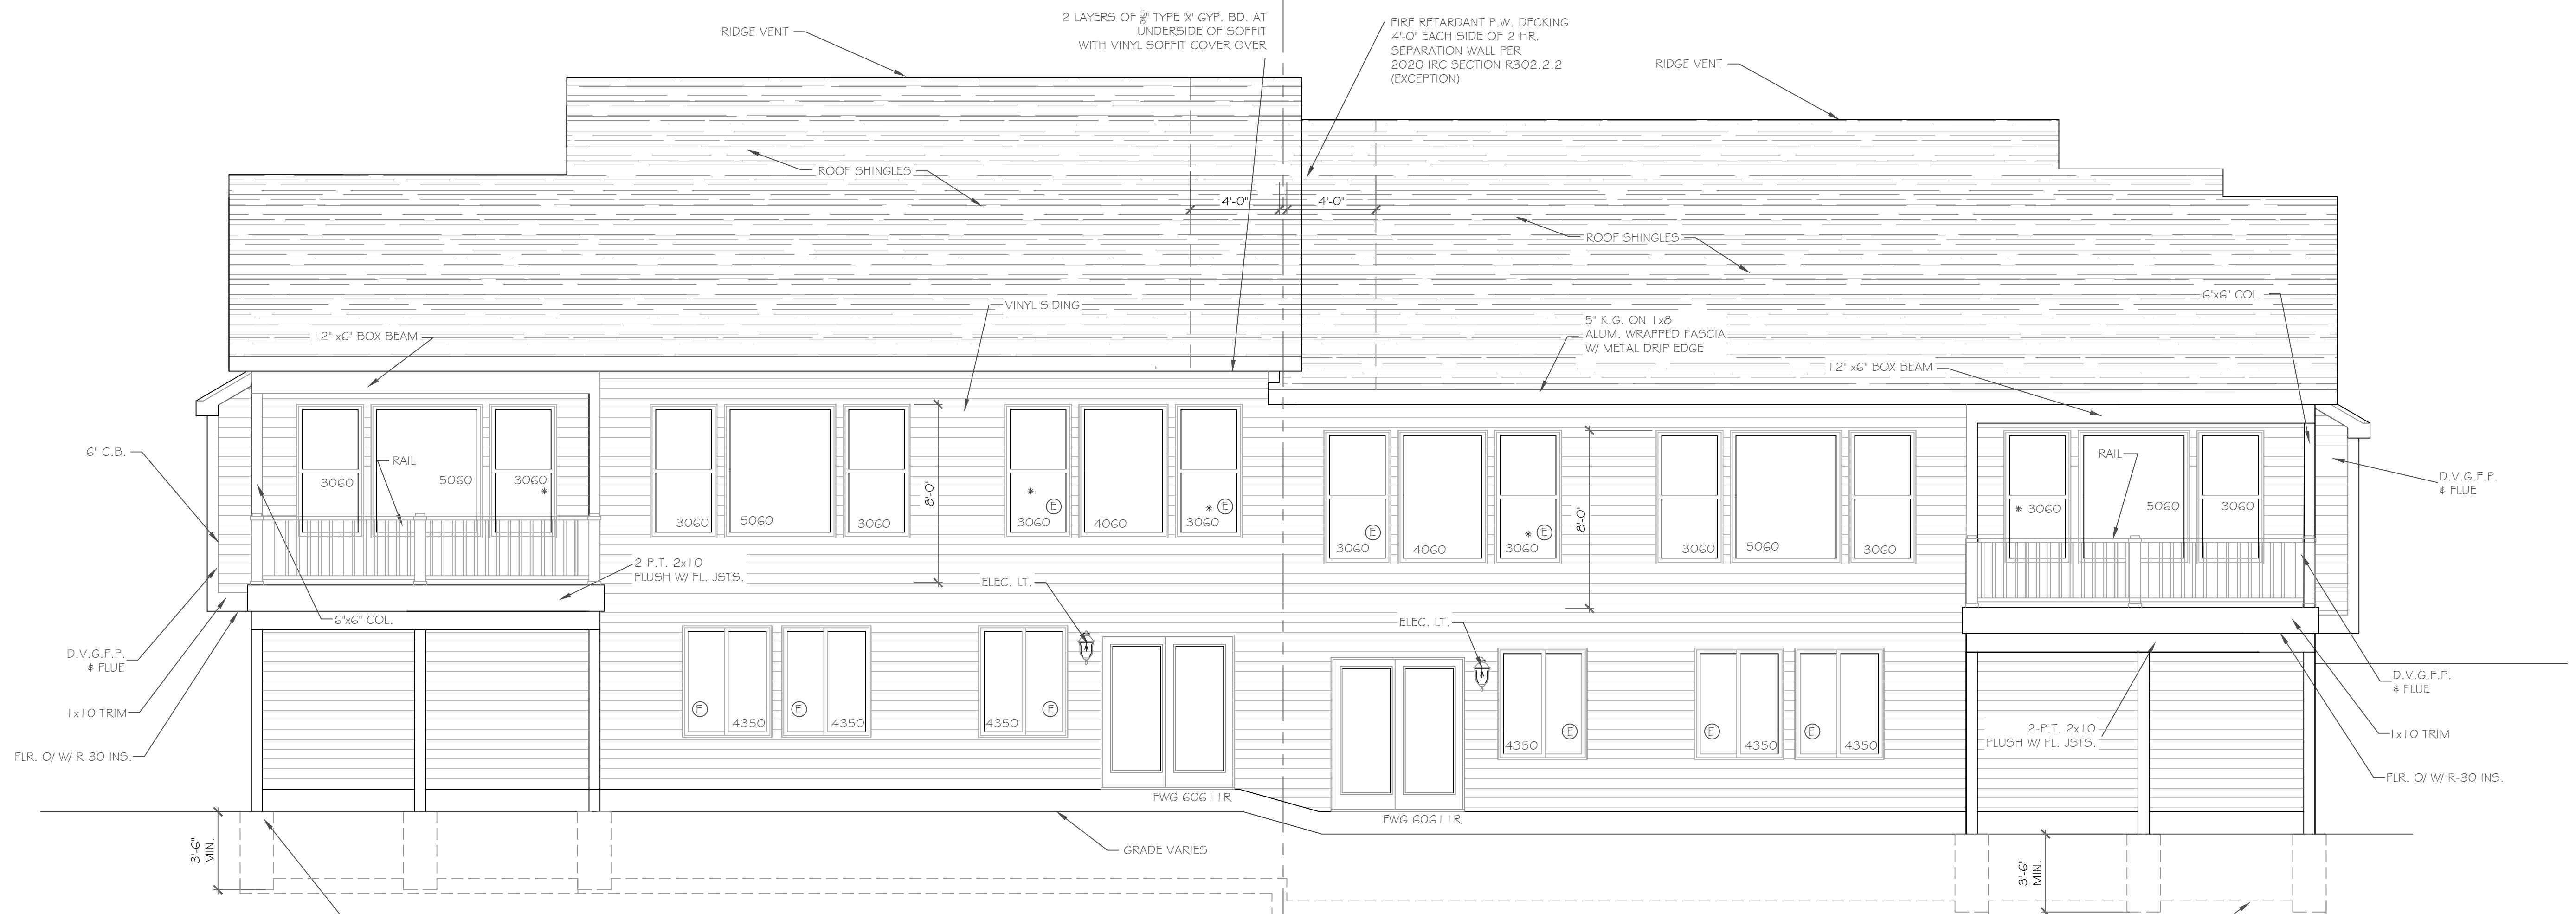 2 LAYERS OF 5/8" TYPE 'X' GYP. BD. AT
UNDERSIDE OF SOFFIT
WITH VINYL SOFFIT COVER OVER
FIRE RETARDANT P.W. DECKING
4'-0" EACH SIDE OF 2 HR.
SEPARATION WALL PER
2020 IRC SECTION R302.2.2
(EXCEPTION)
RIDGE VENT
RIDGE VENT
ROOF SHINGLES
4'-0"
4'-0"
ROOF SHINGLES
VINYL SIDING
6"x6" COL.
5" K.G. ON 1x8
ALUM. WRAPPED FASCIA
W/ METAL DRIP EDGE
12" x6" BOX BEAM
12" x6" BOX BEAM
6" C.B.
RAIL
3060
5060
3060
*
3060
5060
3060
8'-0"
*
3060
E
4060
*
E
3060
E
3060
4060
*
E
3060
8'-0"
3060
5060
3060
RAIL
* 3060
5060
3060
D.V.G.F.P.
& FLUE
2-P.T. 2x10
FLUSH W/ FL. JSTS.
ELEC. LT.
6"x6" COL.
ELEC. LT.
D.V.G.F.P.
& FLUE
1x10 TRIM
FLR. O/ W/ R-30 INS.
E
4350
E
4350
4350
E
FWG 60611R
4350
E
E
4350
E
4350
FWG 60611R
2-P.T. 2x10
FLUSH W/ FL. JSTS.
D.V.G.F.P.
& FLUE
1x10 TRIM
FLR. O/ W/ R-30 INS.
3'-6"
MIN.
GRADE VARIES
3'-6"
MIN.